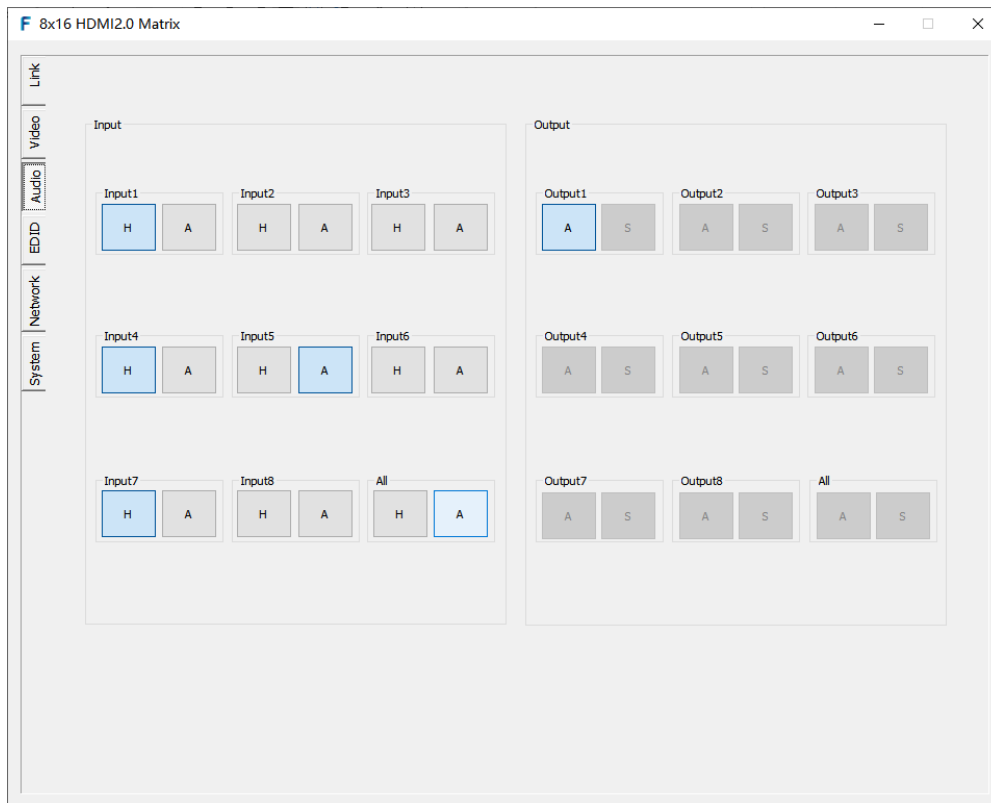 F 8x16 HDMI2.0 Matrix
Link
Video
Audio
EDID
Network
System
Input
Input1 Input2 Input3
H A H A H A
Input4 Input5 Input6
H A H A H A
Input7 Input8 All
H A H A H A
Output
Output1 Output2 Output3
A S A S A S
Output4 Output5 Output6
A S A S A S
Output7 Output8 All
A S A S A S